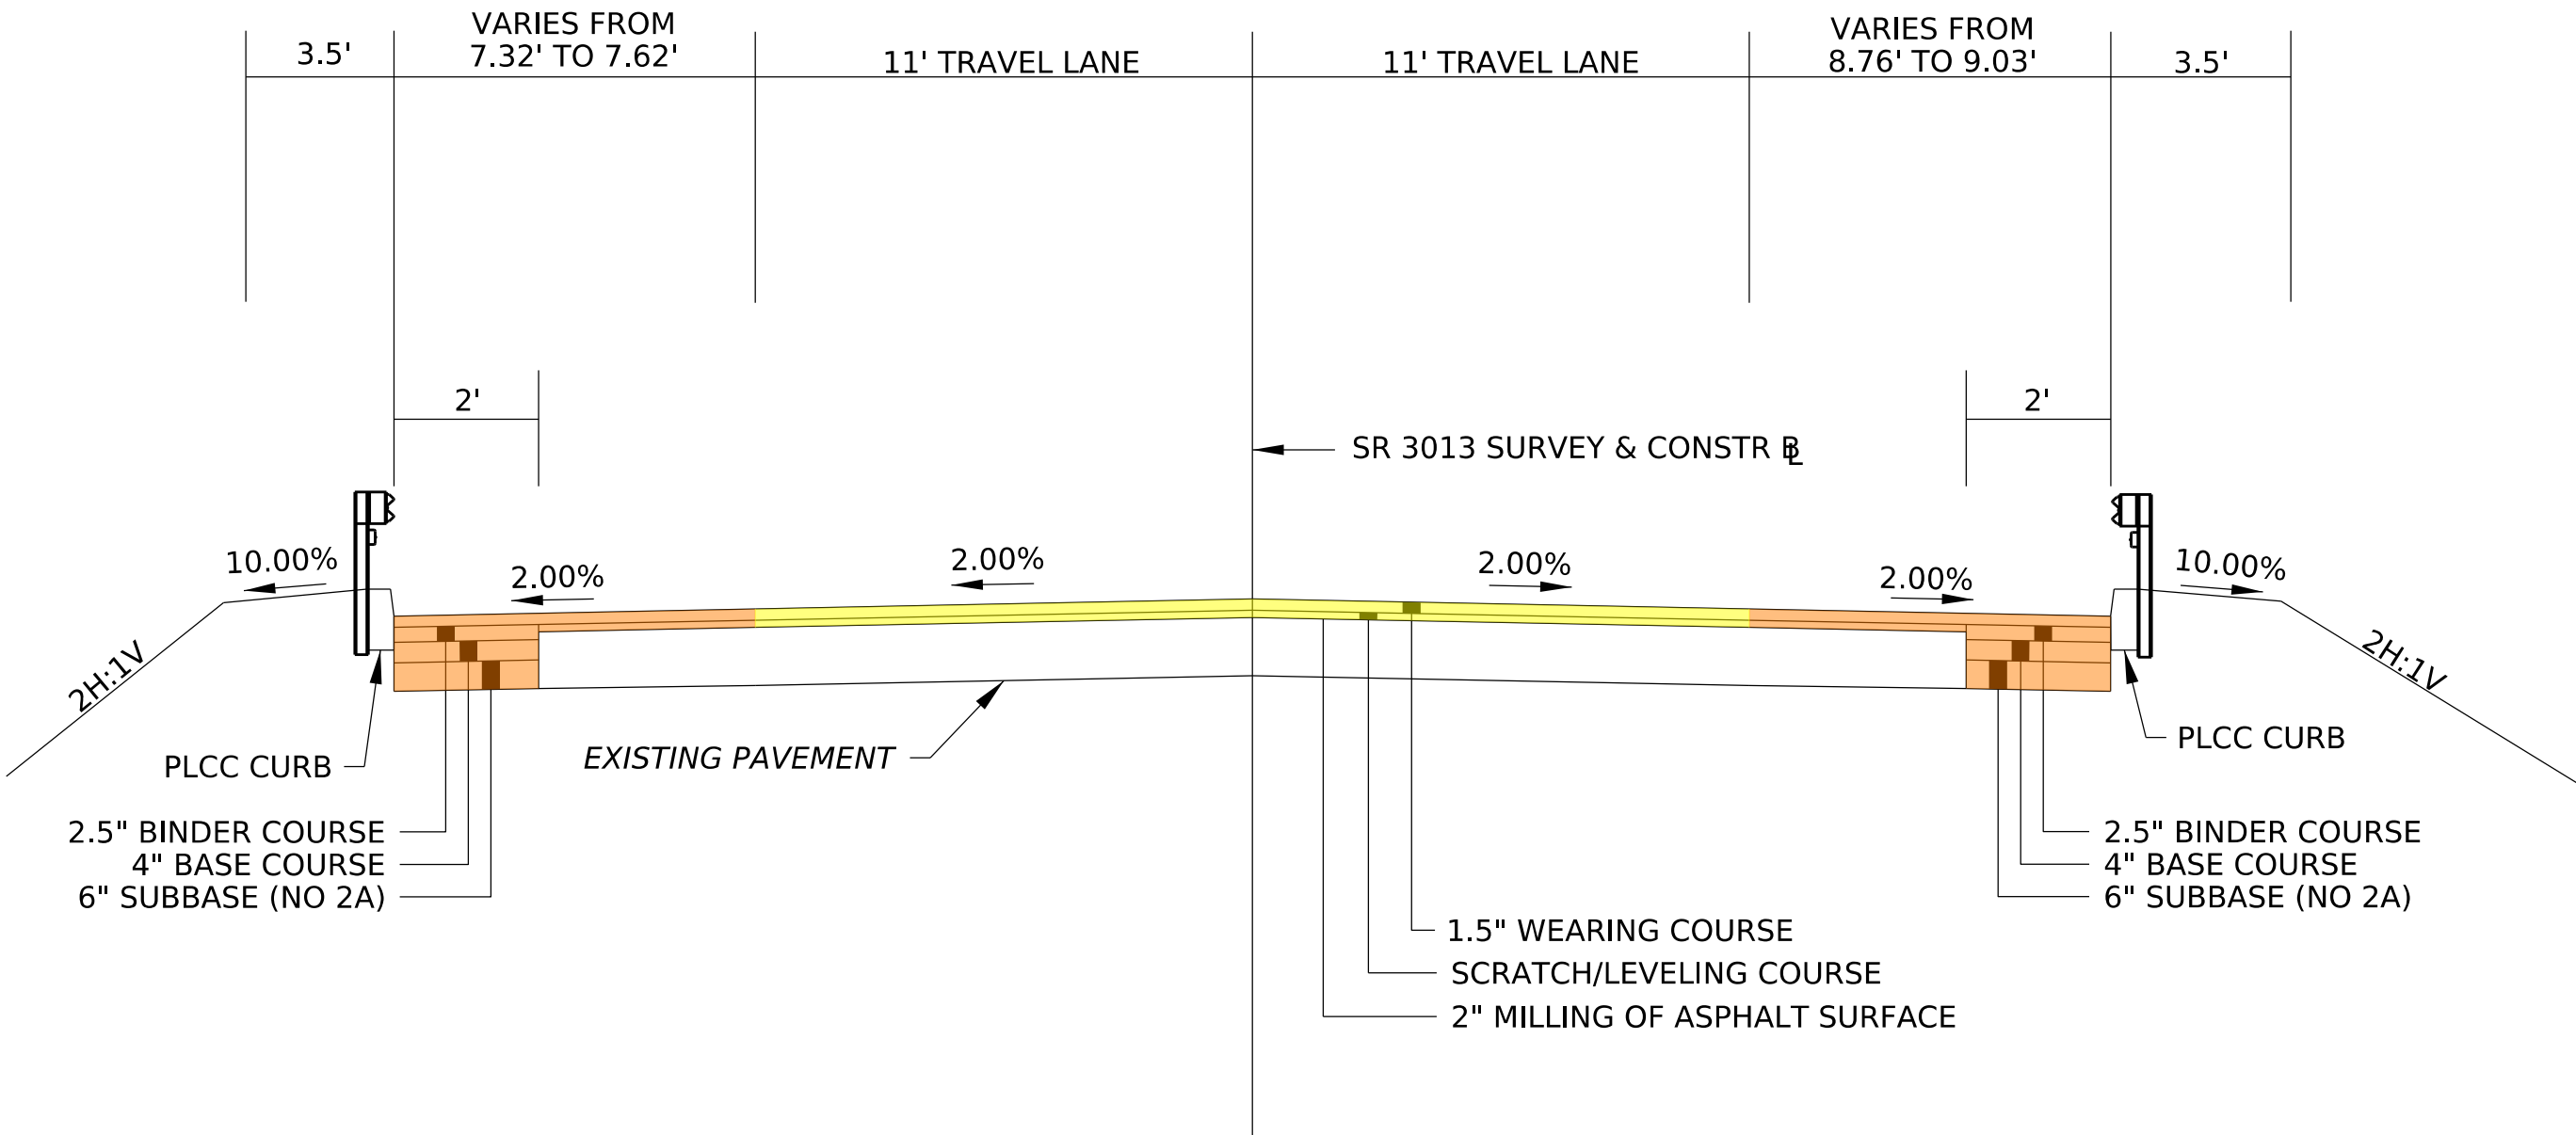 3.5'
VARIES FROM
7.32' TO 7.62'
11' TRAVEL LANE
11' TRAVEL LANE
VARIES FROM
8.76' TO 9.03'
3.5'
2'
2'
SR 3013 SURVEY & CONSTR BL
10.00%
2.00%
2.00%
2.00%
2.00%
10.00%
2H:1V
2H:1V
EXISTING PAVEMENT
PLCC CURB
PLCC CURB
2.5" BINDER COURSE
4" BASE COURSE
6" SUBBASE (NO 2A)
2.5" BINDER COURSE
4" BASE COURSE
6" SUBBASE (NO 2A)
1.5" WEARING COURSE
SCRATCH/LEVELING COURSE
2" MILLING OF ASPHALT SURFACE